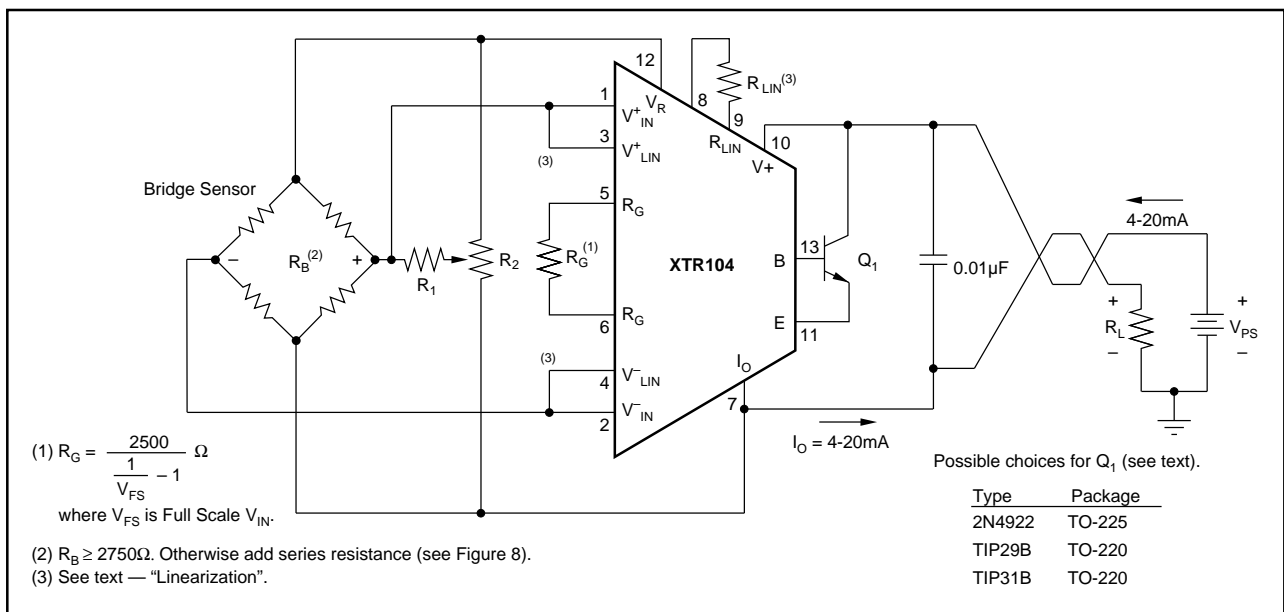 12
1
V⁺IN
VR
3
V⁺LIN
(3)
8
RLIN(3)
9
RLIN
10
V+
Bridge Sensor
5
RG
4-20mA
–
RB(2)
+
R1
R2
RG(1)
XTR104
B
13
Q1
0.01µF
RG
6
E
11
+
RL
–
+
VPS
–
(3)
4
V⁻LIN
IO
2
V⁻IN
7
IO = 4-20mA
(1) RG = 2500 / (1/VFS – 1) Ω
where VFS is Full Scale VIN.
(2) RB ≥ 2750Ω. Otherwise add series resistance (see Figure 8).
(3) See text — “Linearization”.
Possible choices for Q1 (see text).
Type Package
2N4922 TO-225
TIP29B TO-220
TIP31B TO-220